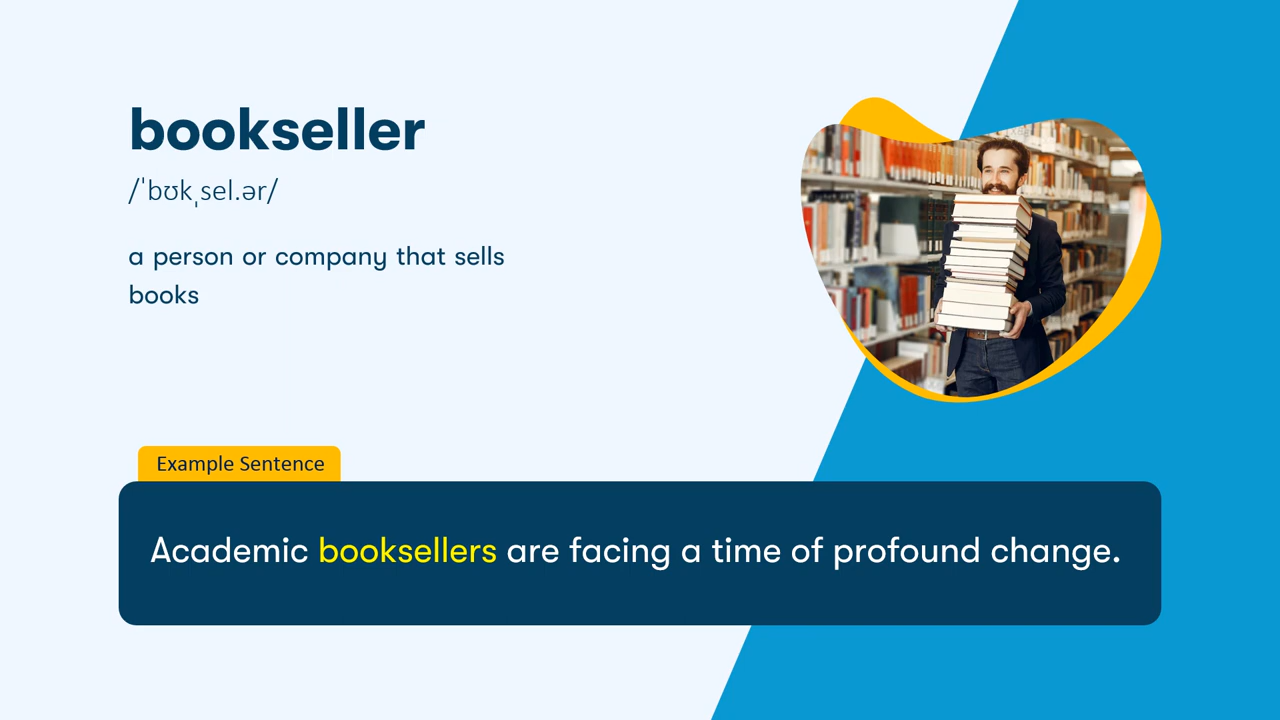 bookseller
/ˈbʊkˌsel.ər/
a person or company that sells
books
Example Sentence
Academic booksellers are facing a time of profound change.